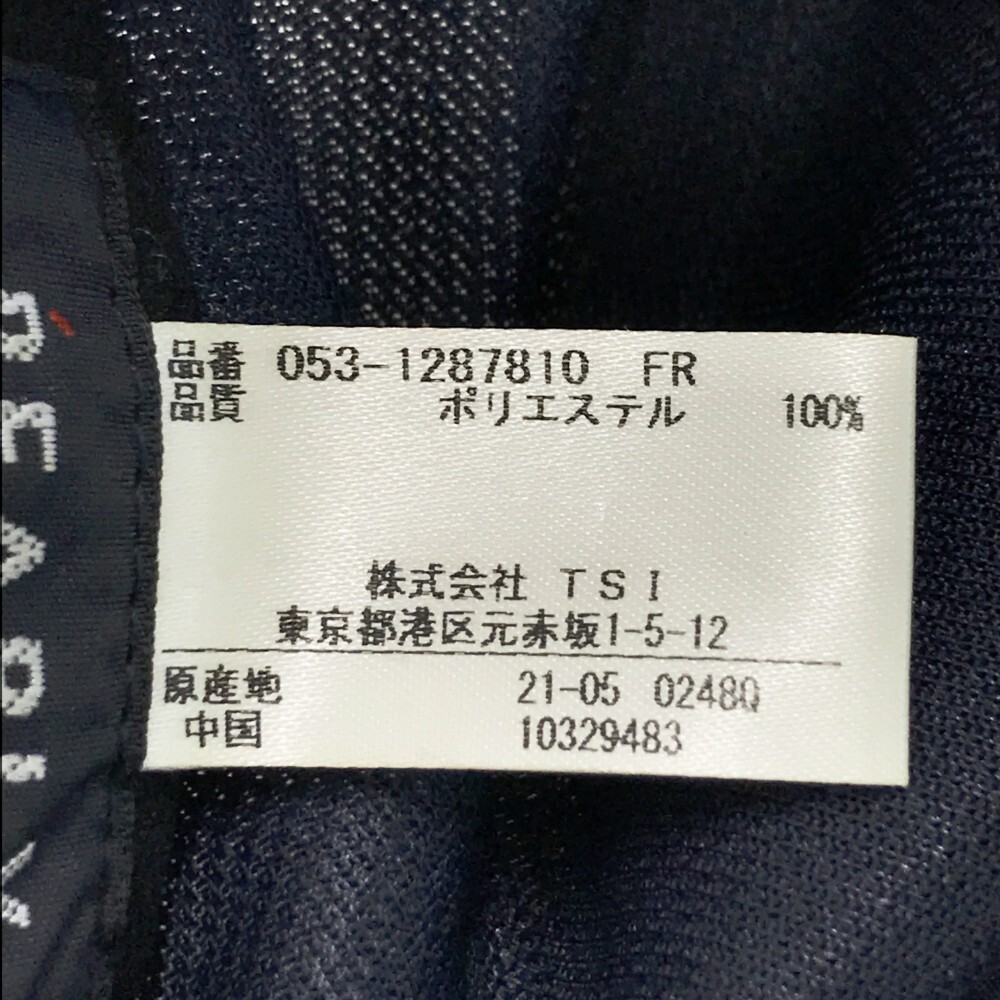 品番 053-1287810 FR
品質 ポリエステル 100%
株式会社 TSI
東京都港区元赤坂1-5-12
原産地 21-05 0248Q
中国 10329483